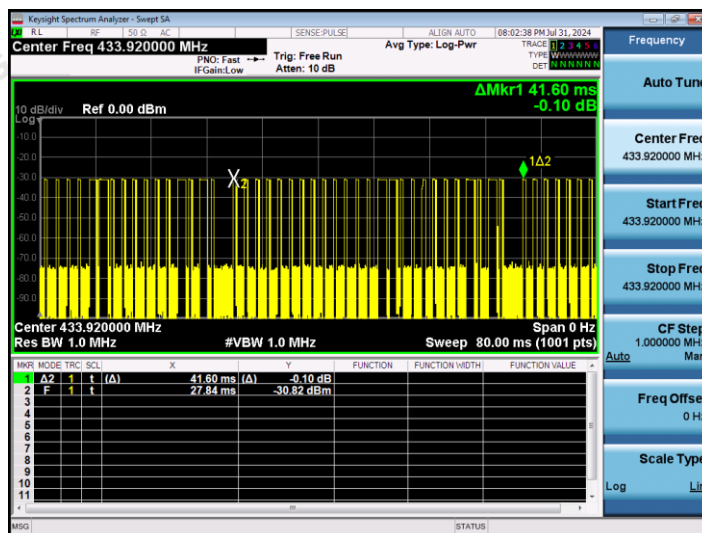 Keysight Spectrum Analyzer - Swept SA
RL RF 50 Ω AC SENSE:PULSE ALIGN AUTO 08:02:38 PM Jul 31, 2024
Center Freq 433.920000 MHz
PNO: Fast
IFGain:Low
Trig: Free Run
Atten: 10 dB
Avg Type: Log-Pwr
TRACE 1 2 3 4 5 6
TYPE WWWWWWW
DET N N N N N N
ΔMkr1 41.60 ms
-0.10 dB
10 dB/div Ref 0.00 dBm
Log
-10.0
-20.0
-30.0
-40.0
-50.0
-60.0
-70.0
-80.0
-90.0
X2
1Δ2
Center 433.920000 MHz Span 0 Hz
Res BW 1.0 MHz #VBW 1.0 MHz Sweep 80.00 ms (1001 pts)
MKR MODE TRC SCL X Y FUNCTION FUNCTION WIDTH FUNCTION VALUE
1 Δ2 1 t (Δ) 41.60 ms (Δ) -0.10 dB
2 F 1 t 27.84 ms -30.82 dBm
3
4
5
6
7
8
9
10
11
MSG STATUS
Frequency
Auto Tune
Center Freq
433.920000 MHz
Start Freq
433.920000 MHz
Stop Freq
433.920000 MHz
CF Step
1.000000 MHz
Auto Man
Freq Offset
0 Hz
Scale Type
Log Lin